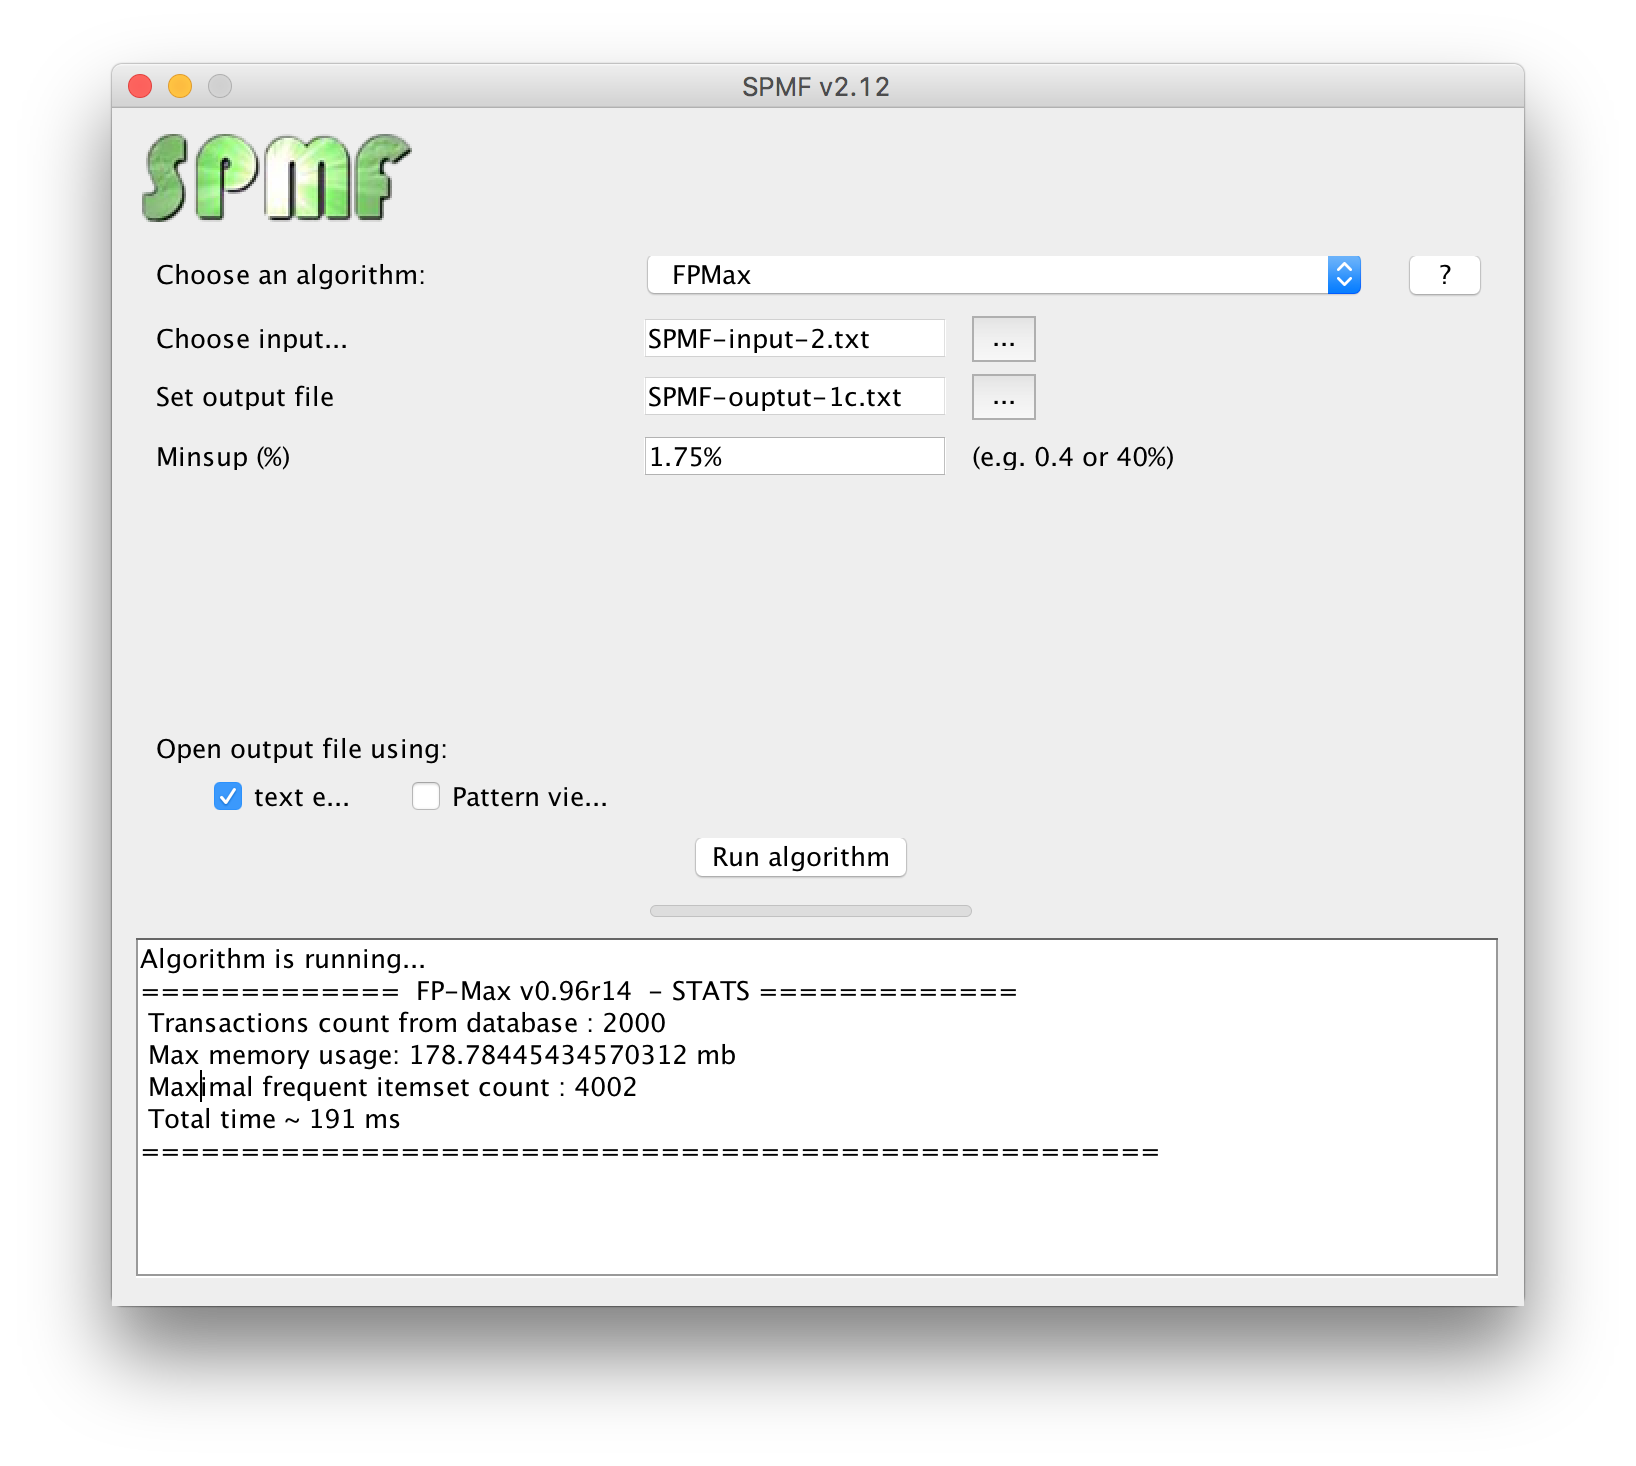 SPMF v2.12
SPMF
Choose an algorithm: FPMax ?
Choose input... SPMF-input-2.txt ...
Set output file SPMF-ouptut-1c.txt ...
Minsup (%) 1.75% (e.g. 0.4 or 40%)
Open output file using:
text e... Pattern vie...
Run algorithm
Algorithm is running...
============= FP-Max v0.96r14 - STATS =============
Transactions count from database : 2000
Max memory usage: 178.78445434570312 mb
Maximal frequent itemset count : 4002
Total time ~ 191 ms
===================================================